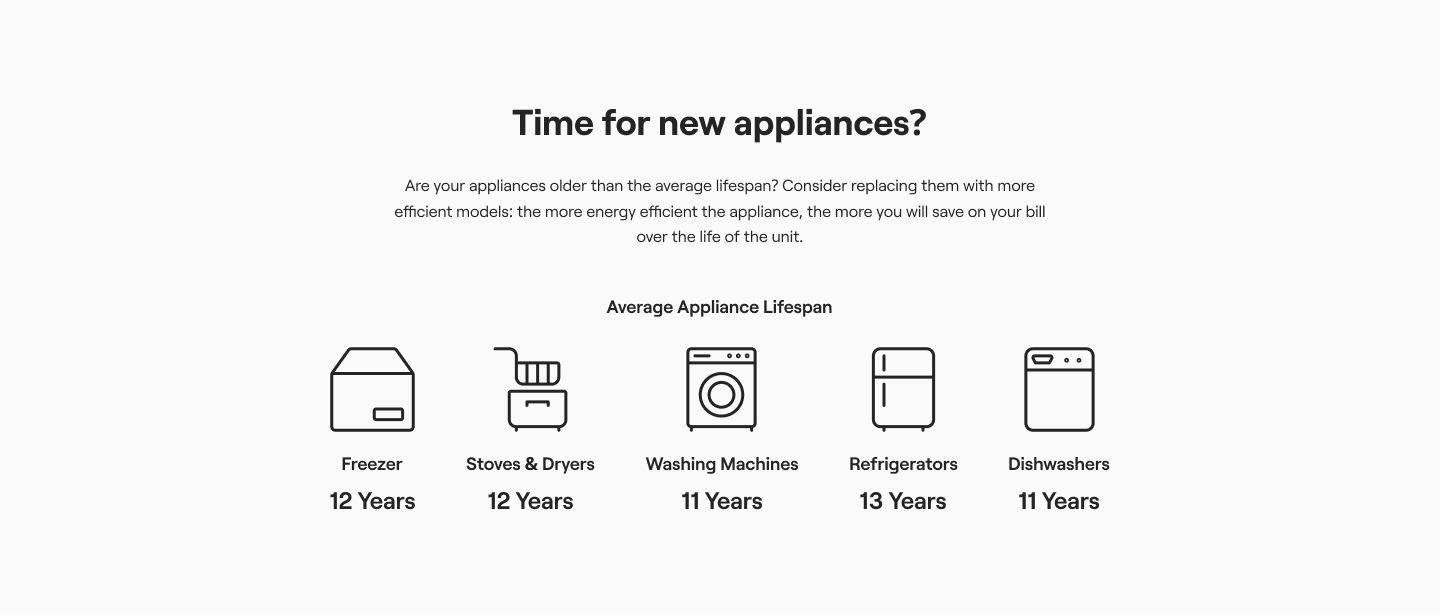 Time for new appliances?
Are your appliances older than the average lifespan? Consider replacing them with more
efficient models: the more energy efficient the appliance, the more you will save on your bill
over the life of the unit.
Average Appliance Lifespan
Freezer
12 Years
Stoves & Dryers
12 Years
Washing Machines
11 Years
Refrigerators
13 Years
Dishwashers
11 Years